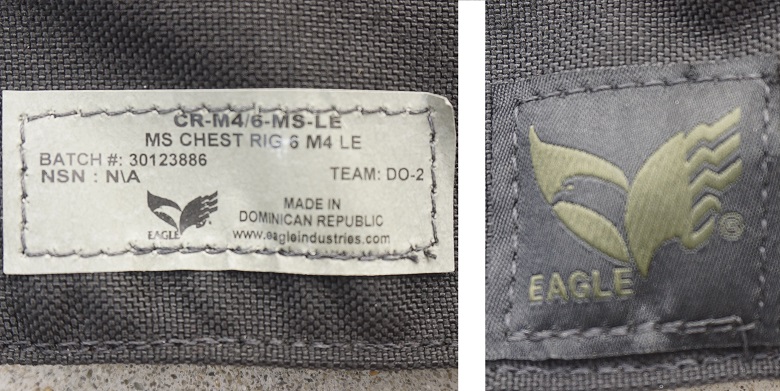 CR-M4/6-MS-LE
MS CHEST RIG 6 M4 LE
BATCH #: 30123886
NSN : N\A
TEAM: DO-2
EAGLE
MADE IN
DOMINICAN REPUBLIC
www.eagleindustries.com
EAGLE
®